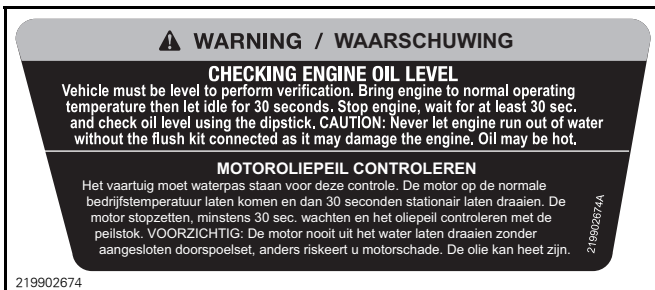 WARNING / WAARSCHUWING
CHECKING ENGINE OIL LEVEL
Vehicle must be level to perform verification. Bring engine to normal operating
temperature then let idle for 30 seconds. Stop engine, wait for at least 30 sec.
and check oil level using the dipstick. CAUTION: Never let engine run out of water
without the flush kit connected as it may damage the engine. Oil may be hot.
MOTOROLIEPEIL CONTROLEREN
Het vaartuig moet waterpas staan voor deze controle. De motor op de normale
bedrijfstemperatuur laten komen en dan 30 seconden stationair laten draaien. De
motor stopzetten, minstens 30 sec. wachten en het oliepeil controleren met de
peilstok. VOORZICHTIG: De motor nooit uit het water laten draaien zonder
aangesloten doorspoelset, anders riskeert u motorschade. De olie kan heet zijn.
219902674A
219902674